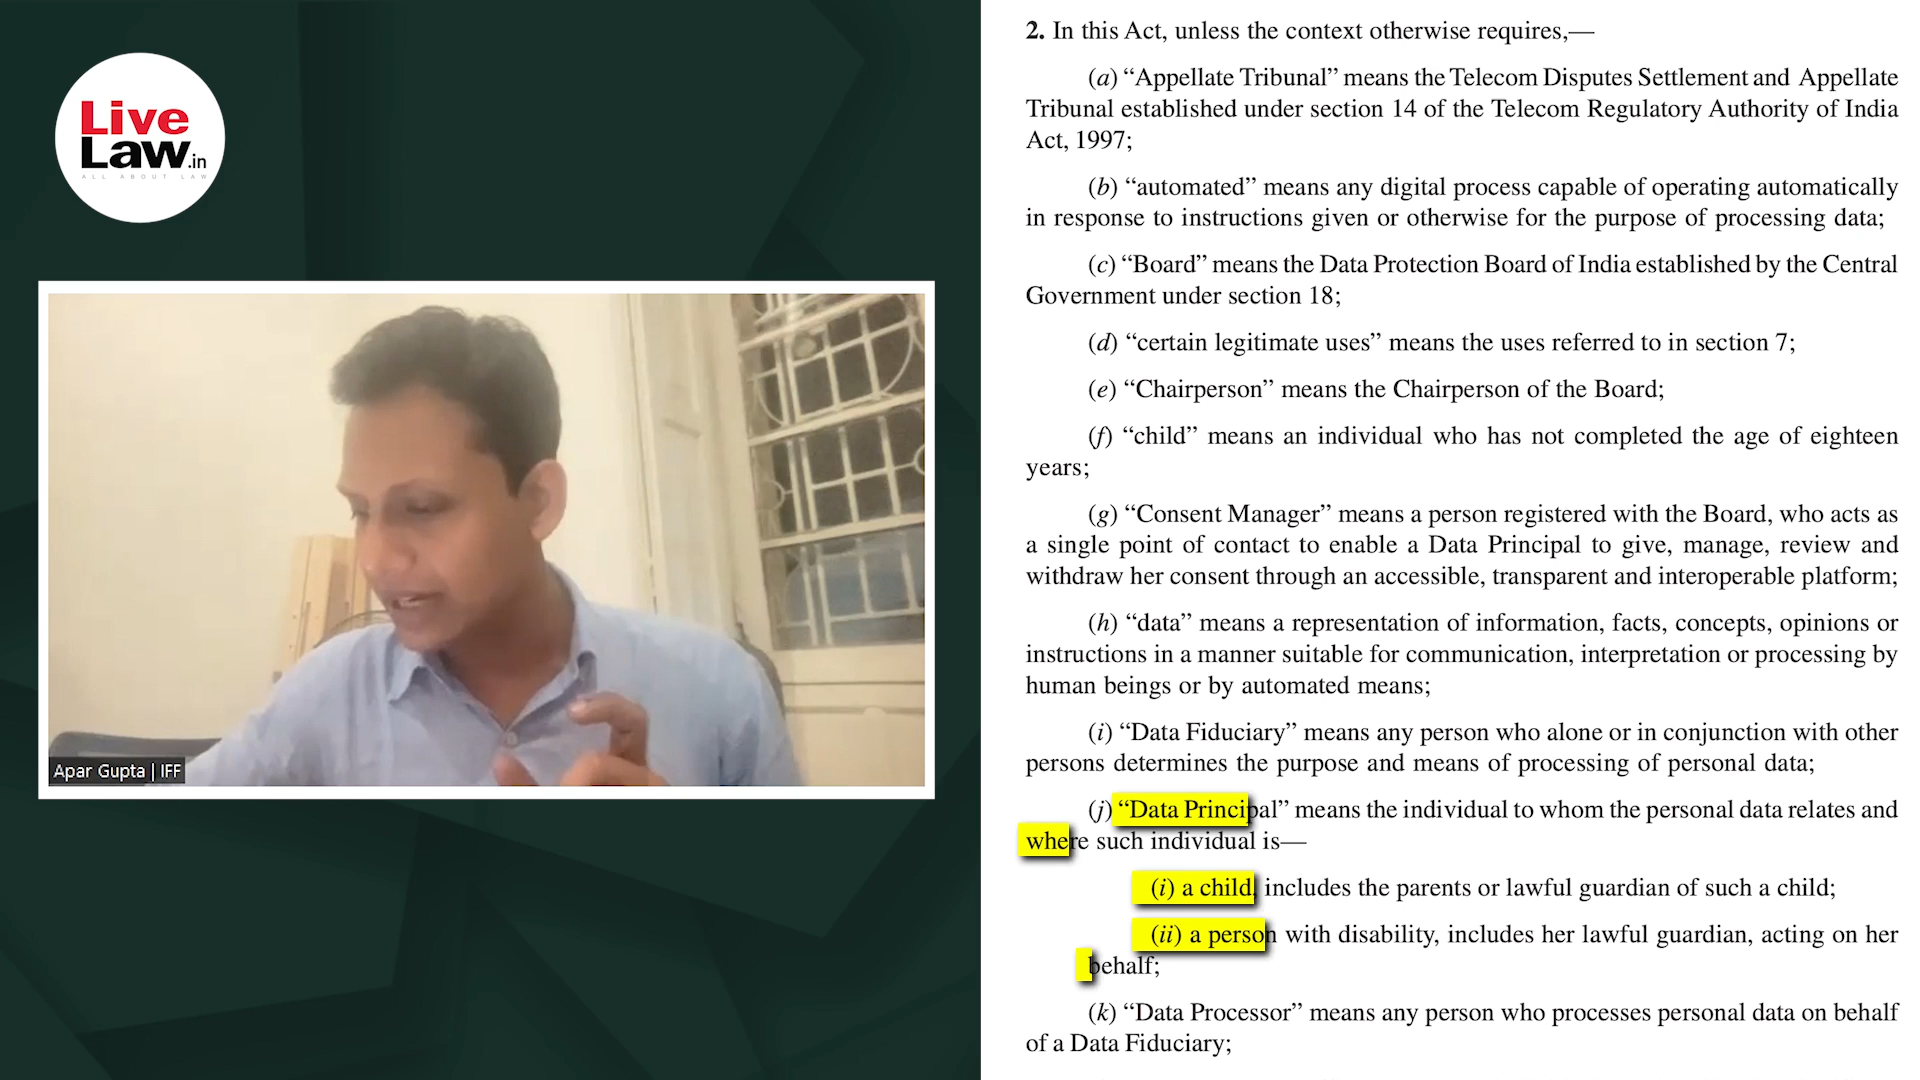 Live
Law.in
ALL ABOUT LAW
Apar Gupta | IFF
2. In this Act, unless the context otherwise requires,—
(a) “Appellate Tribunal” means the Telecom Disputes Settlement and Appellate
Tribunal established under section 14 of the Telecom Regulatory Authority of India
Act, 1997;
(b) “automated” means any digital process capable of operating automatically
in response to instructions given or otherwise for the purpose of processing data;
(c) “Board” means the Data Protection Board of India established by the Central
Government under section 18;
(d) “certain legitimate uses” means the uses referred to in section 7;
(e) “Chairperson” means the Chairperson of the Board;
(f) “child” means an individual who has not completed the age of eighteen
years;
(g) “Consent Manager” means a person registered with the Board, who acts as
a single point of contact to enable a Data Principal to give, manage, review and
withdraw her consent through an accessible, transparent and interoperable platform;
(h) “data” means a representation of information, facts, concepts, opinions or
instructions in a manner suitable for communication, interpretation or processing by
human beings or by automated means;
(i) “Data Fiduciary” means any person who alone or in conjunction with other
persons determines the purpose and means of processing of personal data;
(j) “Data Principal” means the individual to whom the personal data relates and
where such individual is—
(i) a child, includes the parents or lawful guardian of such a child;
(ii) a person with disability, includes her lawful guardian, acting on her
behalf;
(k) “Data Processor” means any person who processes personal data on behalf
of a Data Fiduciary;